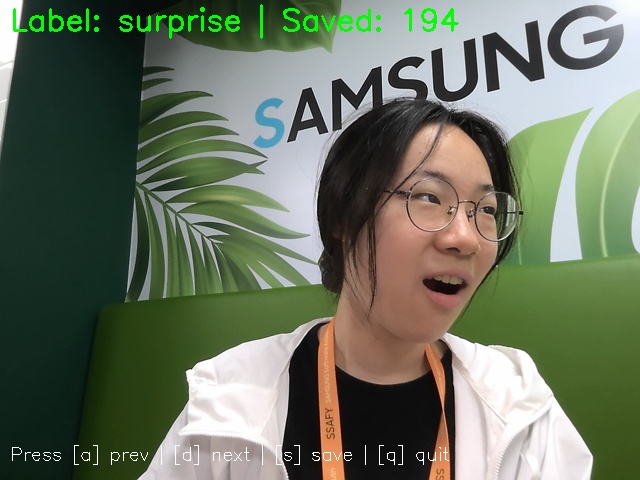 Label: surprise | Saved: 194
SAMSUNG
SSAFY
Press [a] prev | [d] next | [s] save | [q] quit